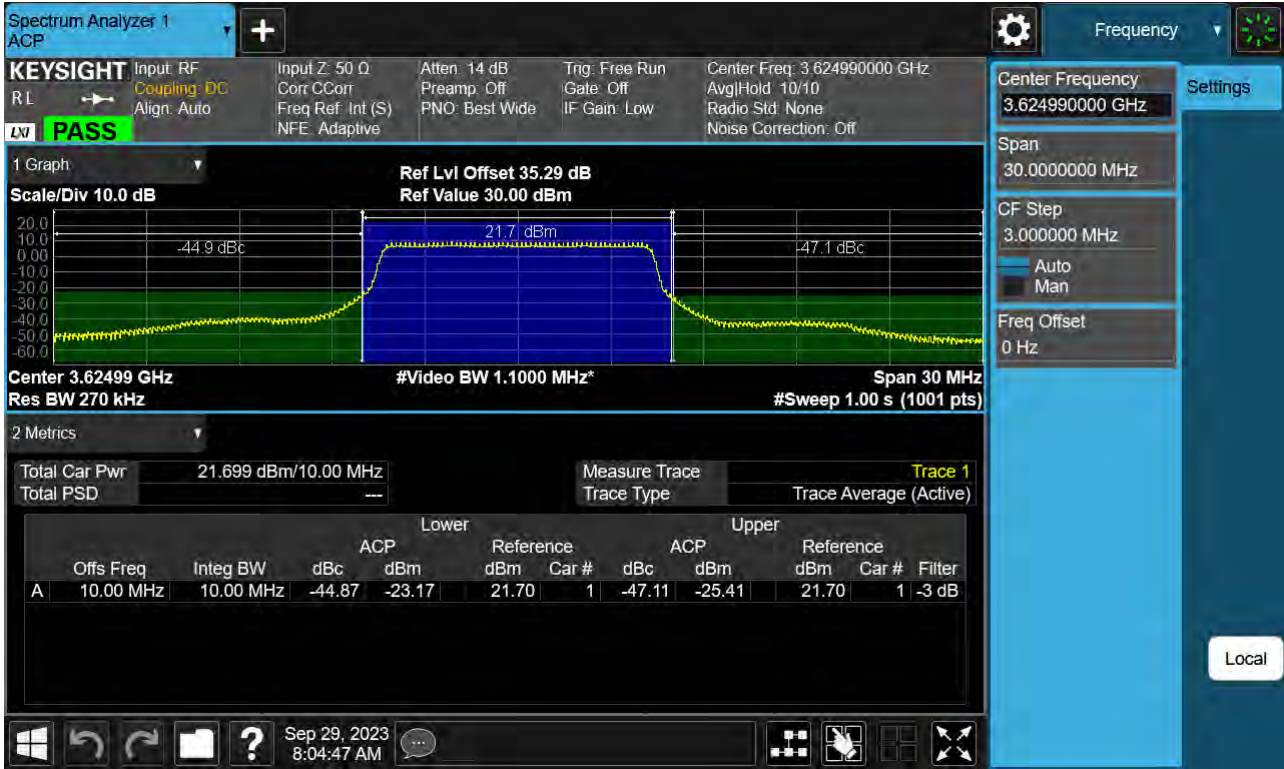 Spectrum Analyzer 1
ACP
+
Frequency
KEYSIGHT
R L
LXI
PASS
Input: RF
Coupling: DC
Align: Auto
Input Z: 50 Ω
Corr CCorr
Freq Ref: Int (S)
NFE: Adaptive
Atten: 14 dB
Preamp: Off
PNO: Best Wide
Trig: Free Run
Gate: Off
IF Gain: Low
Center Freq: 3.624990000 GHz
Avg|Hold: 10/10
Radio Std: None
Noise Correction: Off
1 Graph
Scale/Div 10.0 dB
Ref Lvl Offset 35.29 dB
Ref Value 30.00 dBm
20.0
10.0
0.00
-10.0
-20.0
-30.0
-40.0
-50.0
-60.0
-44.9 dBc
21.7 dBm
-47.1 dBc
Center 3.62499 GHz
#Video BW 1.1000 MHz*
Span 30 MHz
Res BW 270 kHz
#Sweep 1.00 s (1001 pts)
2 Metrics
Total Car Pwr 21.699 dBm/10.00 MHz
Total PSD ---
Measure Trace Trace 1
Trace Type Trace Average (Active)
Lower Upper
ACP Reference ACP Reference
Offs Freq Integ BW dBc dBm dBm Car # dBc dBm dBm Car # Filter
A 10.00 MHz 10.00 MHz -44.87 -23.17 21.70 1 -47.11 -25.41 21.70 1 -3 dB
Center Frequency
3.624990000 GHz
Settings
Span
30.0000000 MHz
CF Step
3.000000 MHz
Auto
Man
Freq Offset
0 Hz
Local
?
Sep 29, 2023
8:04:47 AM